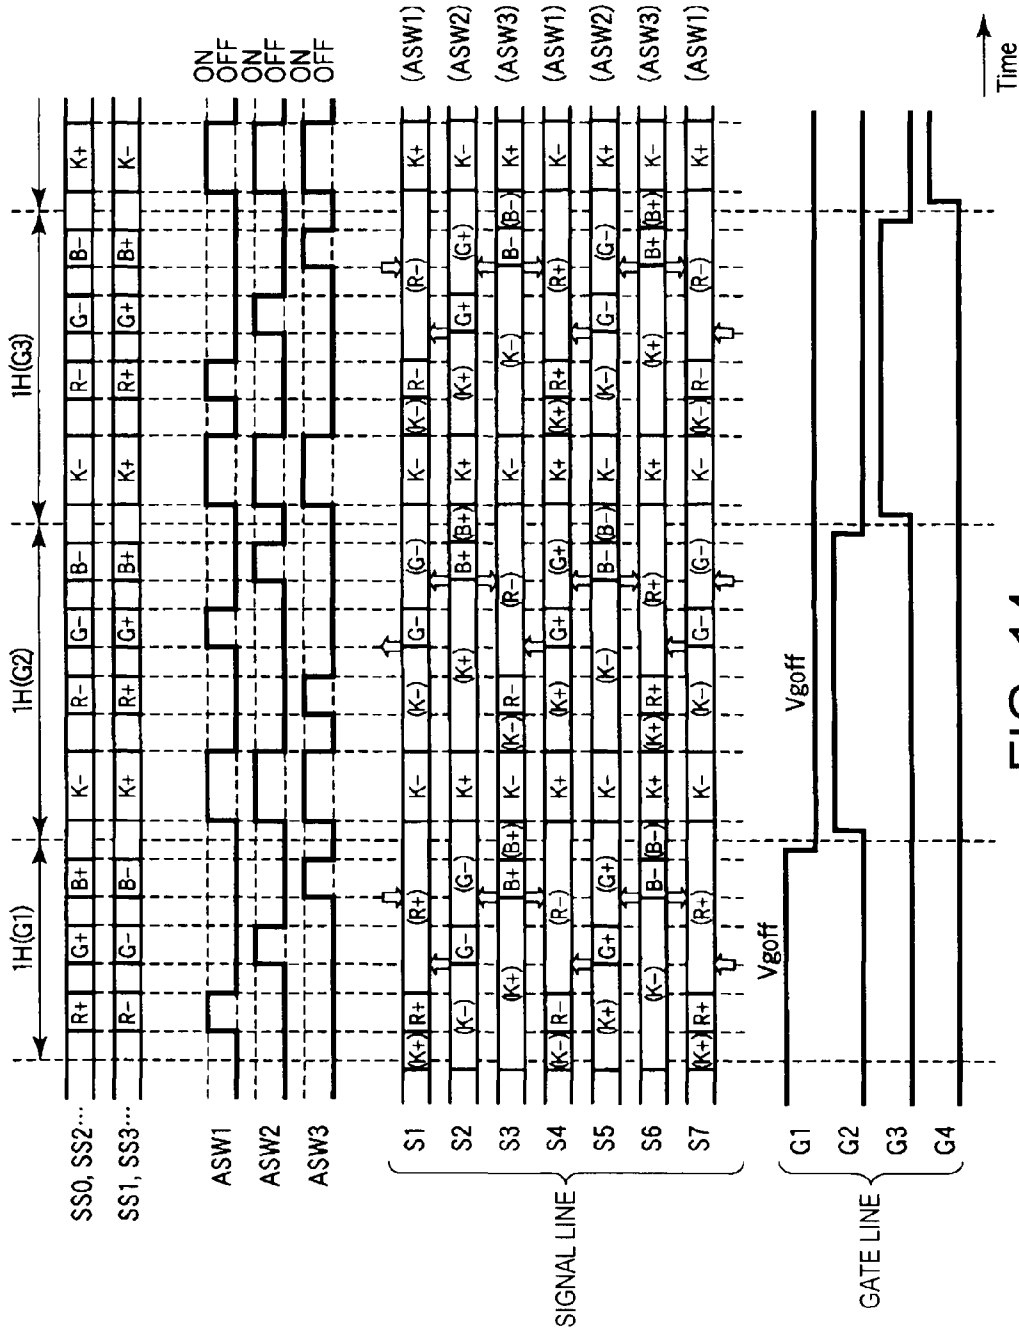 1H(G1) 1H(G2) 1H(G3)
SS0, SS2··· R+ G+ B+ K− R− G− B− K− R− G− B− K+
SS1, SS3··· R− G− B− K+ R+ G+ B+ K+ R+ G+ B+ K−
ASW1 ON
OFF
ASW2 ON
OFF
ASW3 ON
OFF
SIGNAL LINE
S1 (K+) R+ (R+) K− (K−) G− (G−) K− (K−) R− (R−) K+ (ASW1)
S2 (K−) G− (G−) K+ (K+) B+ (B+) K+ (K+) G+ (G+) K− (ASW2)
S3 (K+) B+ (B+) K− (K−) R− (R−) K− (K−) B− (B−) K+ (ASW3)
S4 (K−) R− (R−) K+ (K+) G+ (G+) K+ (K+) R+ (R+) K− (ASW1)
S5 (K+) G+ (G+) K− (K−) B− (B−) K− (K−) G− (G−) K+ (ASW2)
S6 (K−) B− (B−) K+ (K+) R+ (R+) K+ (K+) B+ (B+) K− (ASW3)
S7 (K+) R+ (R+) K− (K−) G− (G−) K− (K−) R− (R−) K+ (ASW1)
GATE LINE
Vgoff Vgoff
G1
G2
G3
G4
Time